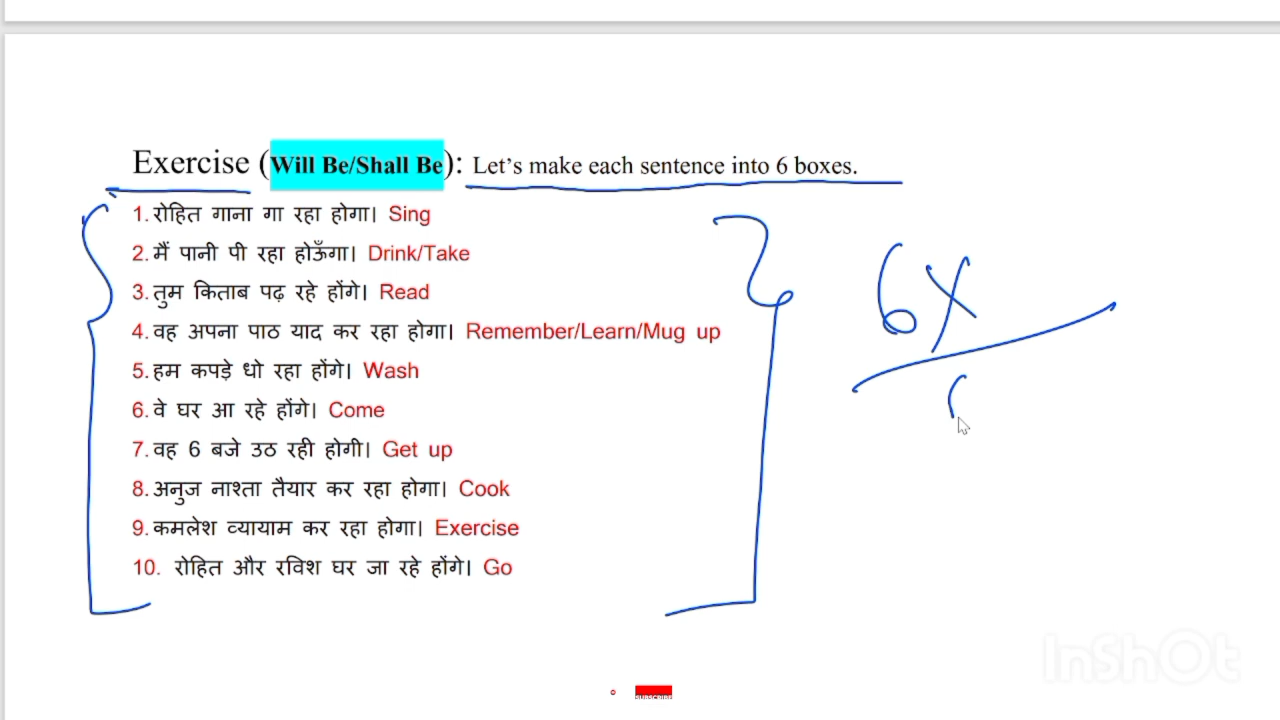 Exercise (Will Be/Shall Be): Let's make each sentence into 6 boxes.
1. रोहित गाना गा रहा होगा। Sing
2. मैं पानी पी रहा होऊँगा। Drink/Take
3. तुम किताब पढ़ रहे होंगे। Read
4. वह अपना पाठ याद कर रहा होगा। Remember/Learn/Mug up
5. हम कपड़े धो रहा होंगे। Wash
6. वे घर आ रहे होंगे। Come
7. वह 6 बजे उठ रही होगी। Get up
8. अनुज नाश्ता तैयार कर रहा होगा। Cook
9. कमलेश व्यायाम कर रहा होगा। Exercise
10. रोहित और रविश घर जा रहे होंगे। Go
6X
InShOt
SUBSCRIBE